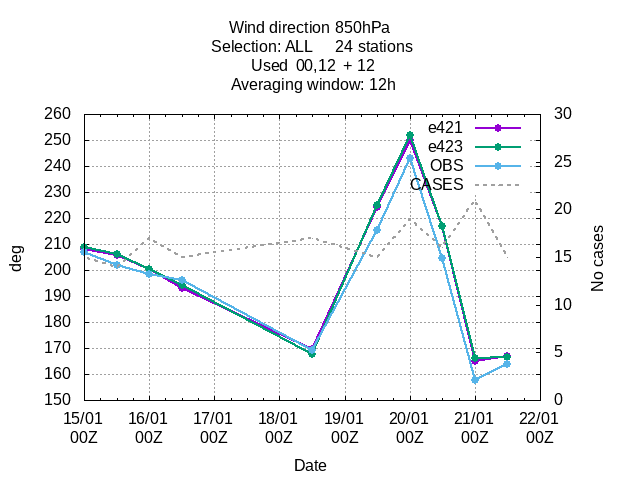 Wind direction 850hPa
Selection: ALL     24 stations
Used  00,12  + 12
Averaging window: 12h
260
250
240
230
220
210
200
190
180
170
160
150
deg
30
25
20
15
10
5
0
No cases
e421
e423
OBS
CASES
15/01 16/01 17/01 18/01 19/01 20/01 21/01 22/01
00Z 00Z 00Z 00Z 00Z 00Z 00Z 00Z
Date